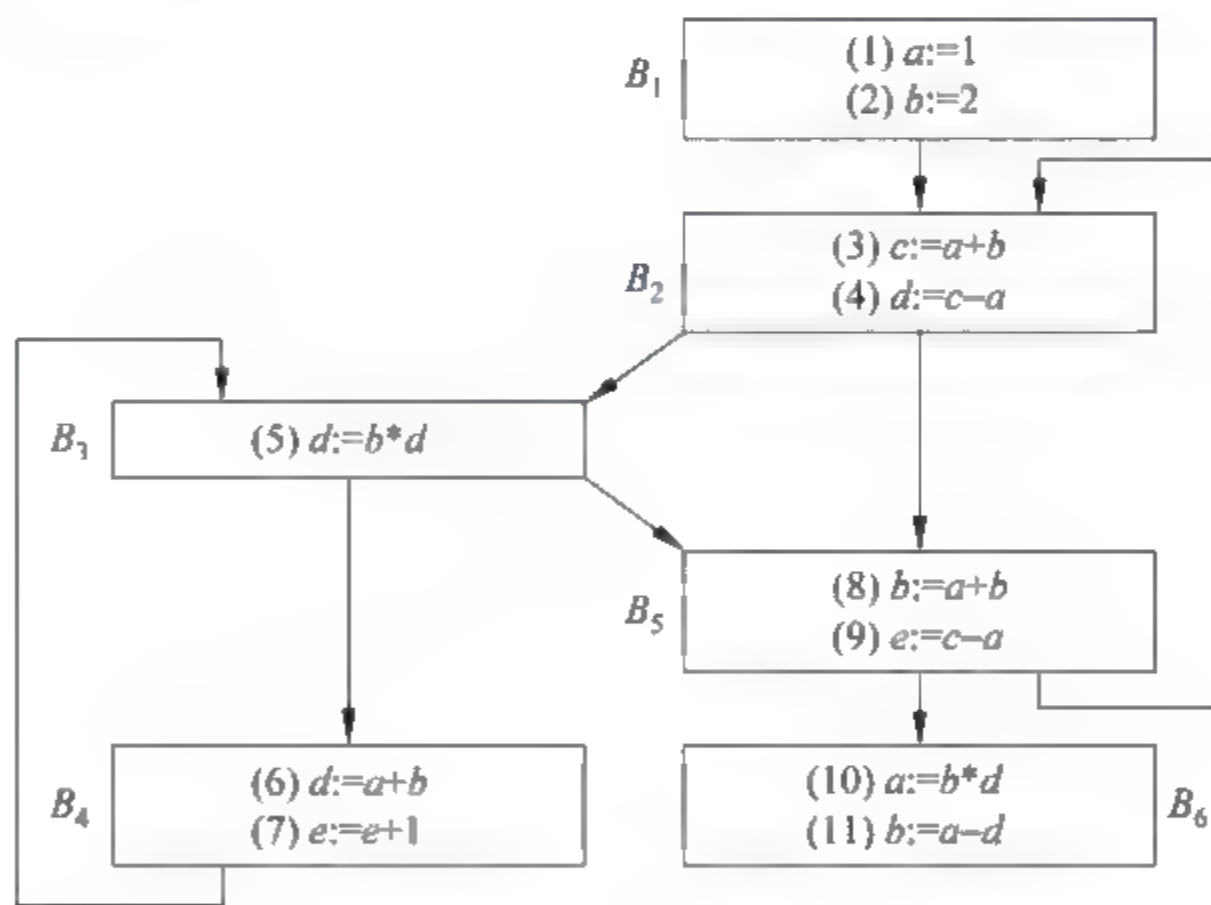 B₁
(1) a:=1
(2) b:=2
B₂
(3) c:=a+b
(4) d:=c−a
B₃
(5) d:=b*d
B₅
(8) b:=a+b
(9) e:=c−a
B₄
(6) d:=a+b
(7) e:=e+1
(10) a:=b*d
(11) b:=a−d
B₆